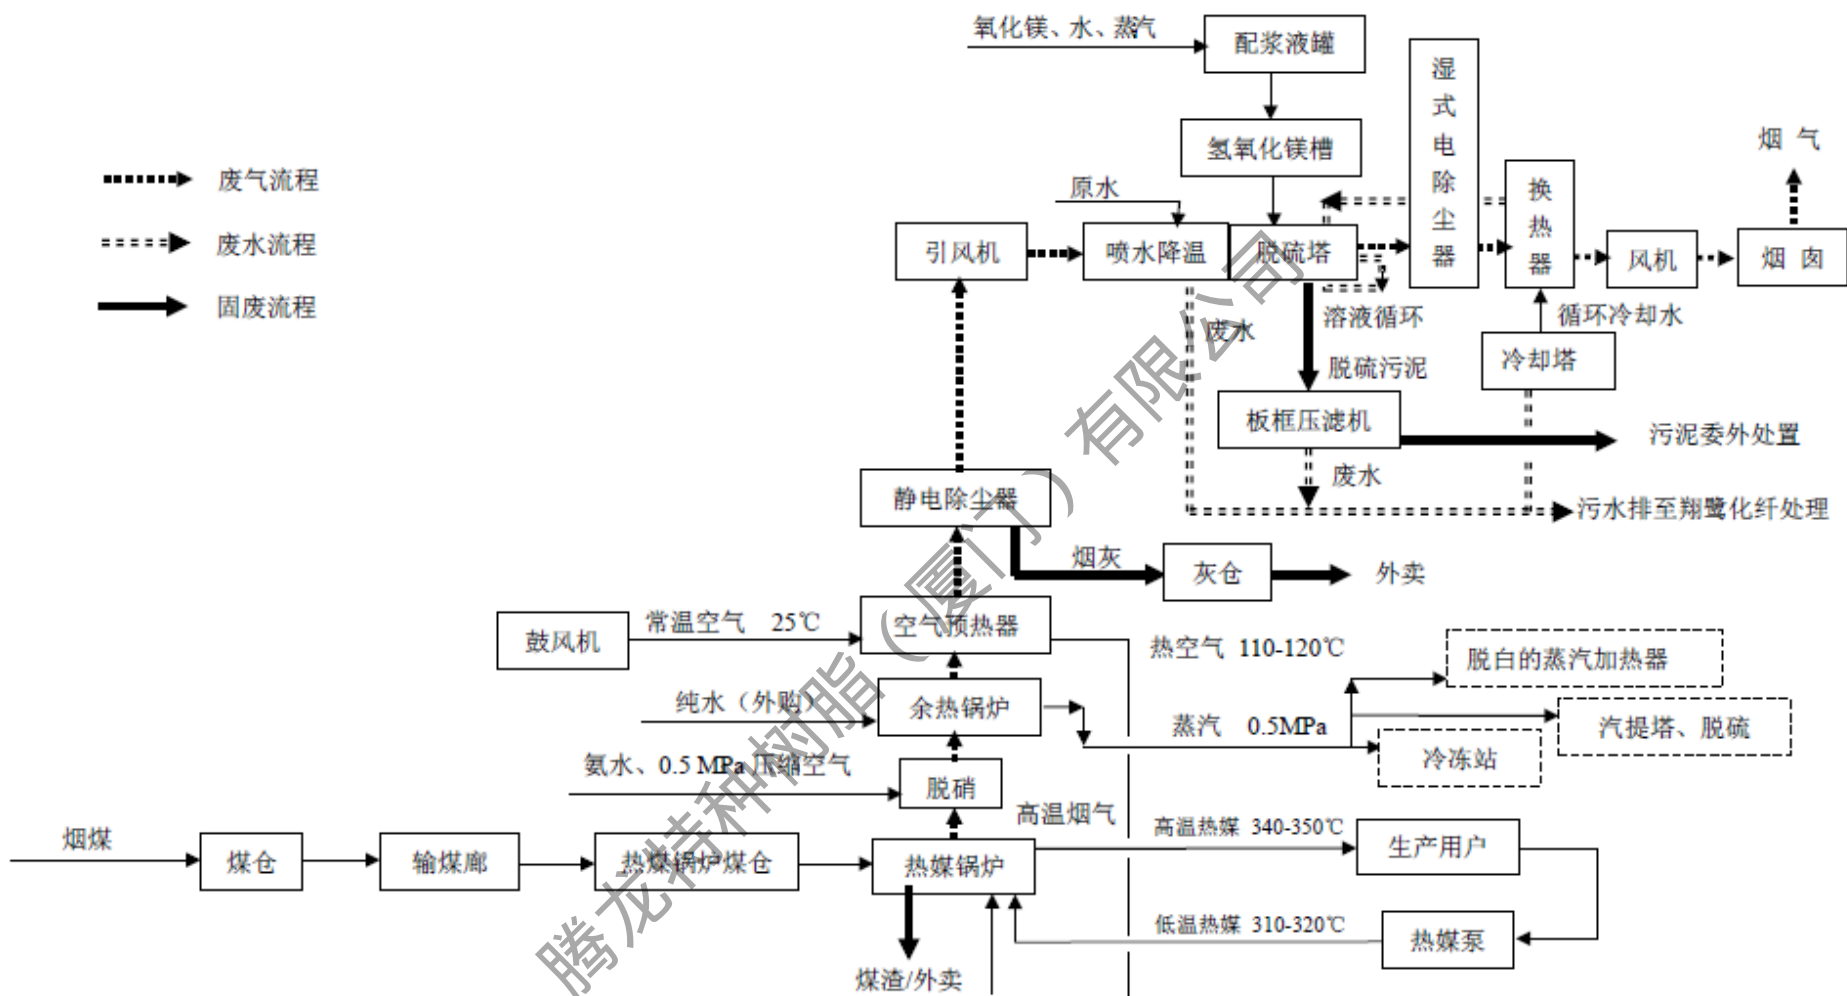 氧化镁、水、蒸汽
配浆液罐
湿式电除尘器
氢氧化镁槽
烟 气
废气流程
换热器
原水
废水流程
引风机
喷水降温
脱硫塔
风机
烟 囱
固废流程
废水
溶液循环
循环冷却水
脱硫污泥
冷却塔
板框压滤机
污泥委外处置
废水
静电除尘器
污水排至翔鹭化纤处理
烟灰
灰仓
外卖
鼓风机
常温空气 25℃
空气预热器
热空气 110-120℃
脱白的蒸汽加热器
纯水（外购）
余热锅炉
蒸汽 0.5MPa
汽提塔、脱硫
冷冻站
氨水、0.5 MPa 压缩空气
脱硝
高温烟气
烟煤
高温热媒 340-350℃
生产用户
煤仓
输煤廊
热煤锅炉煤仓
热媒锅炉
低温热媒 310-320℃
热媒泵
煤渣/外卖
腾龙特种树脂（厦门）有限公司